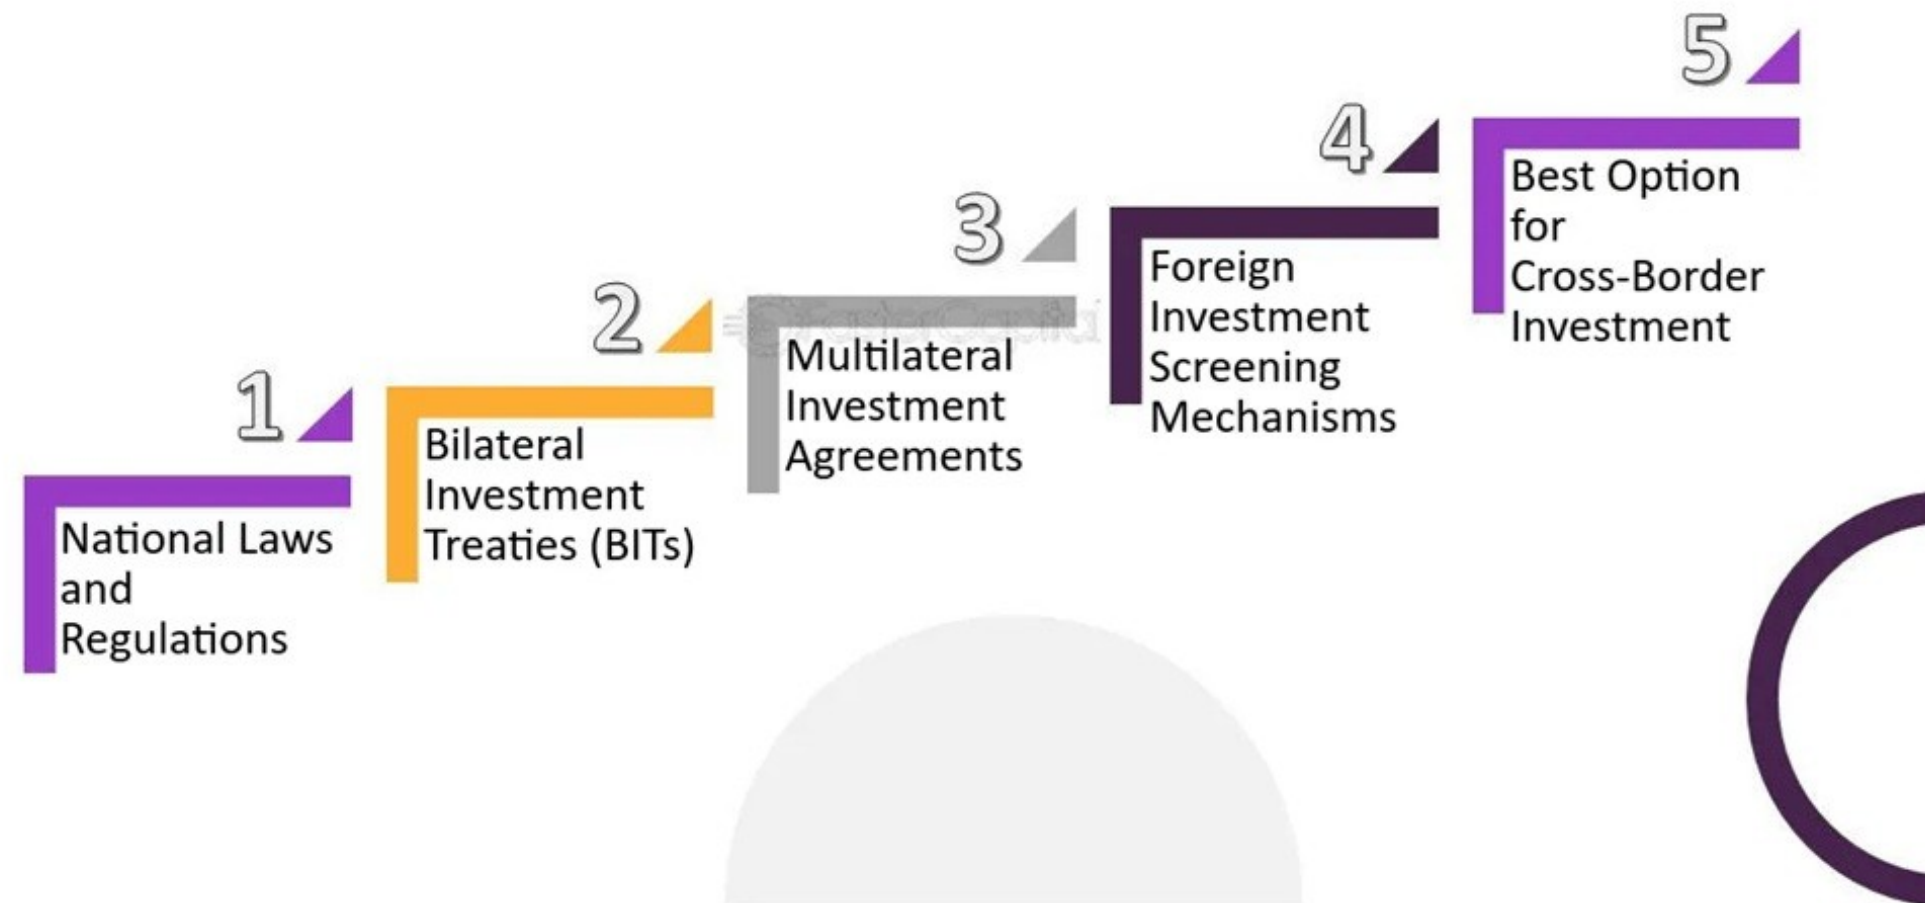 1
National Laws
and
Regulations
2
Bilateral
Investment
Treaties (BITs)
3
Multilateral
Investment
Agreements
4
Foreign
Investment
Screening
Mechanisms
5
Best Option
for
Cross-Border
Investment